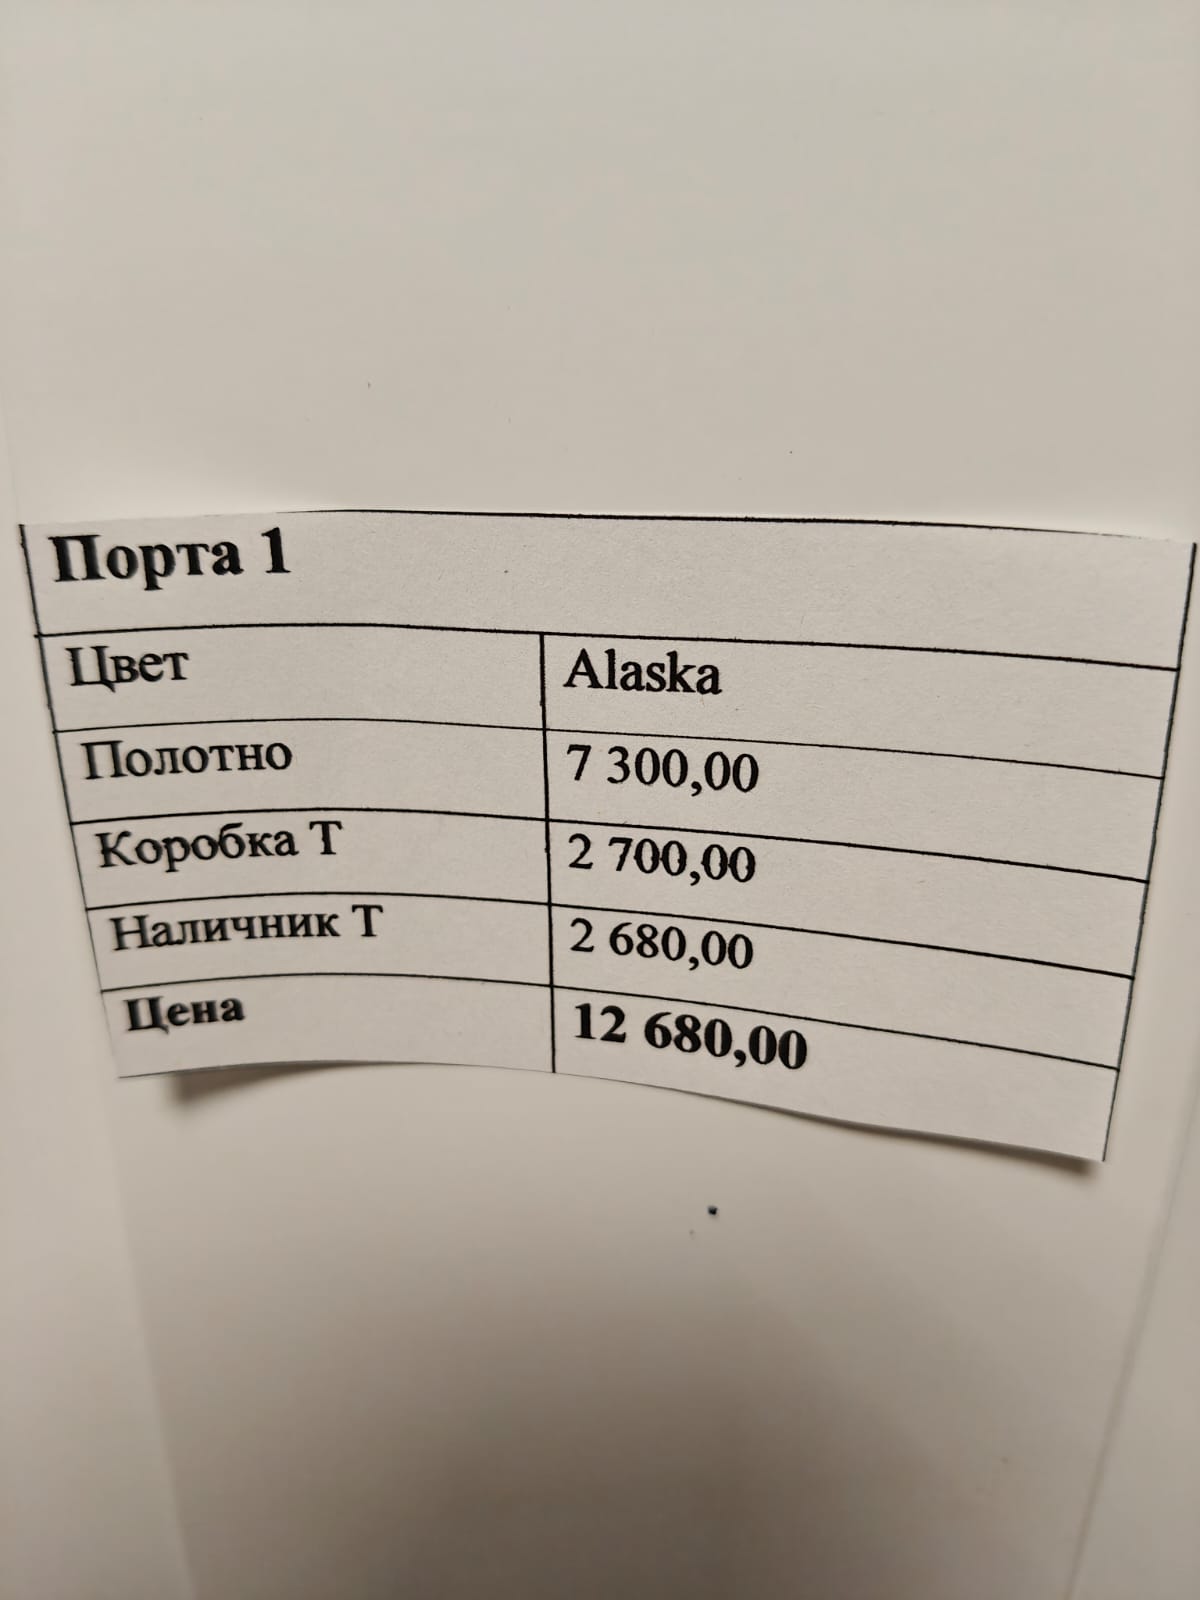 Порта 1
Цвет Alaska
Полотно 7 300,00
Коробка Т 2 700,00
Наличник Т 2 680,00
Цена 12 680,00